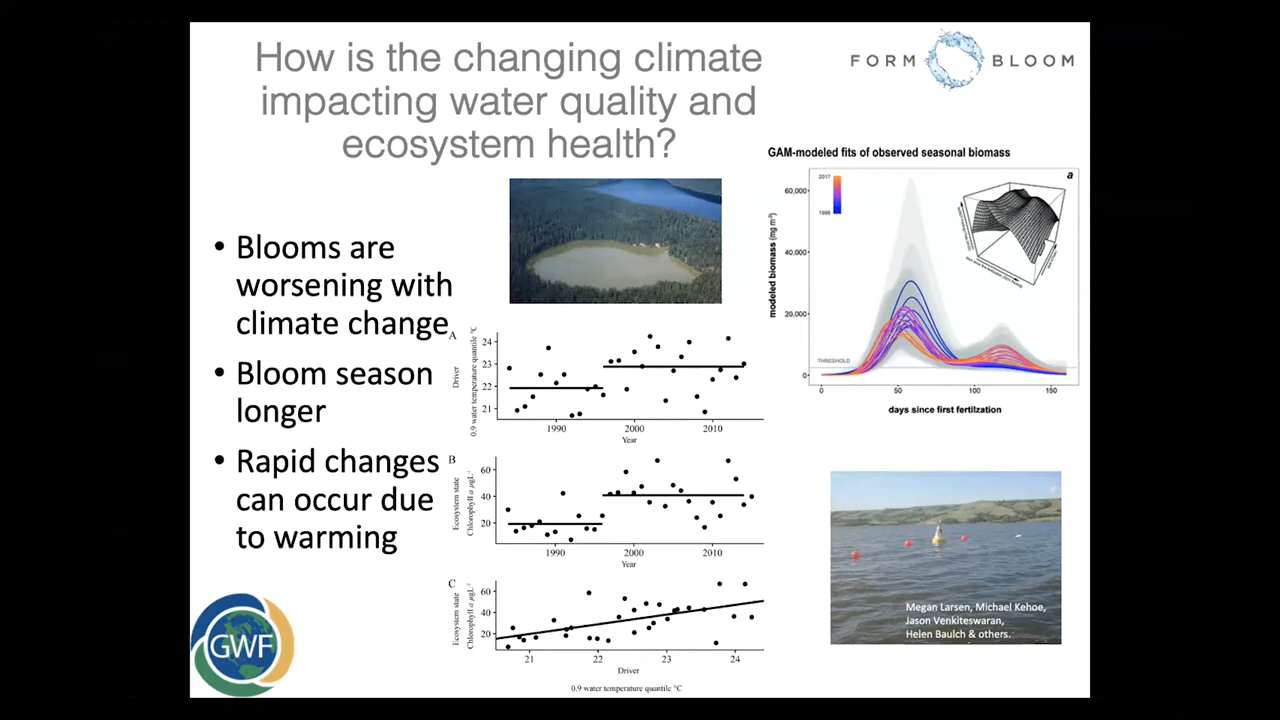 How is the changing climate
impacting water quality and
ecosystem health?
FORM BLOOM
• Blooms are
worsening with
climate change
• Bloom season
longer
• Rapid changes
can occur due
to warming
GAM-modeled fits of observed seasonal biomass
a
2017
1996
60,000
40,000
20,000
0
modeled biomass (mg m-3)
THRESHOLD
0 50 100 150
days since first fertilzation
A
Driver
0.9 water temperature quantile °C
24
23
22
21
1990 2000 2010
Year
B
Ecosystem state
Chlorophyll a µgL-1
60
40
20
1990 2000 2010
Year
C
Ecosystem state
Chlorophyll a µgL-1
60
40
20
21 22 23 24
Driver
0.9 water temperature quantile °C
Megan Larsen, Michael Kehoe,
Jason Venkiteswaran,
Helen Baulch & others.
GWF